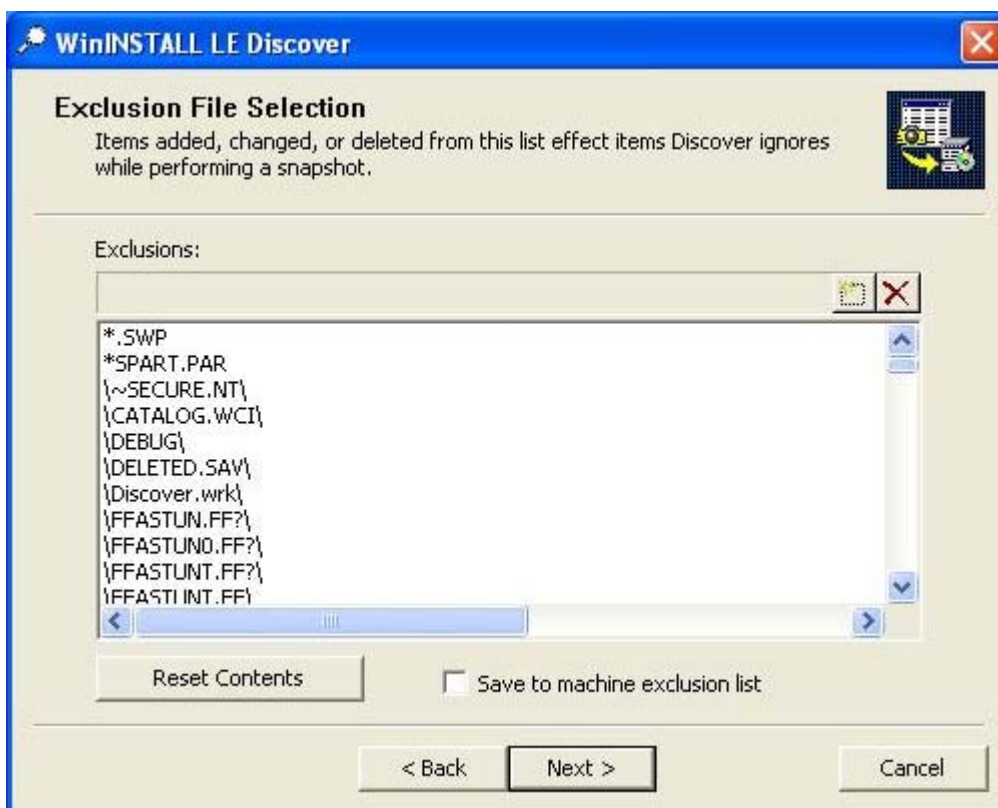 WinINSTALL LE Discover
Exclusion File Selection
Items added, changed, or deleted from this list effect items Discover ignores
while performing a snapshot.
Exclusions:
*.SWP
*SPART.PAR
\~SECURE.NT\
\CATALOG.WCI\
\DEBUG\
\DELETED.SAV\
\Discover.wrk\
\FFASTUN.FF?\
\FFASTUN0.FF?\
\FFASTUNT.FF?\
\FFASTUNT.FF\
Reset Contents
Save to machine exclusion list
< Back
Next >
Cancel